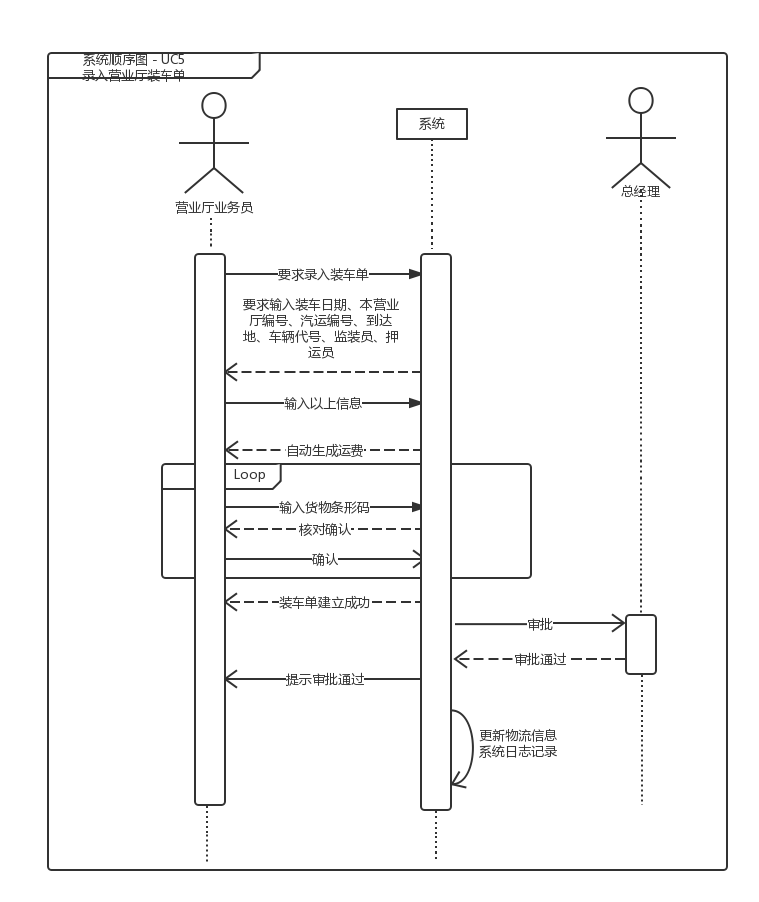 系统顺序图 - UC5
录入营业厅装车单
系统
总经理
营业厅业务员
要求录入装车单
要求输入装车日期、本营业
厅编号、汽运编号、到达
地、车辆代号、监装员、押
运员
输入以上信息
自动生成运费
Loop
输入货物条形码
核对确认
确认
装车单建立成功
审批
审批通过
提示审批通过
更新物流信息
系统日志记录